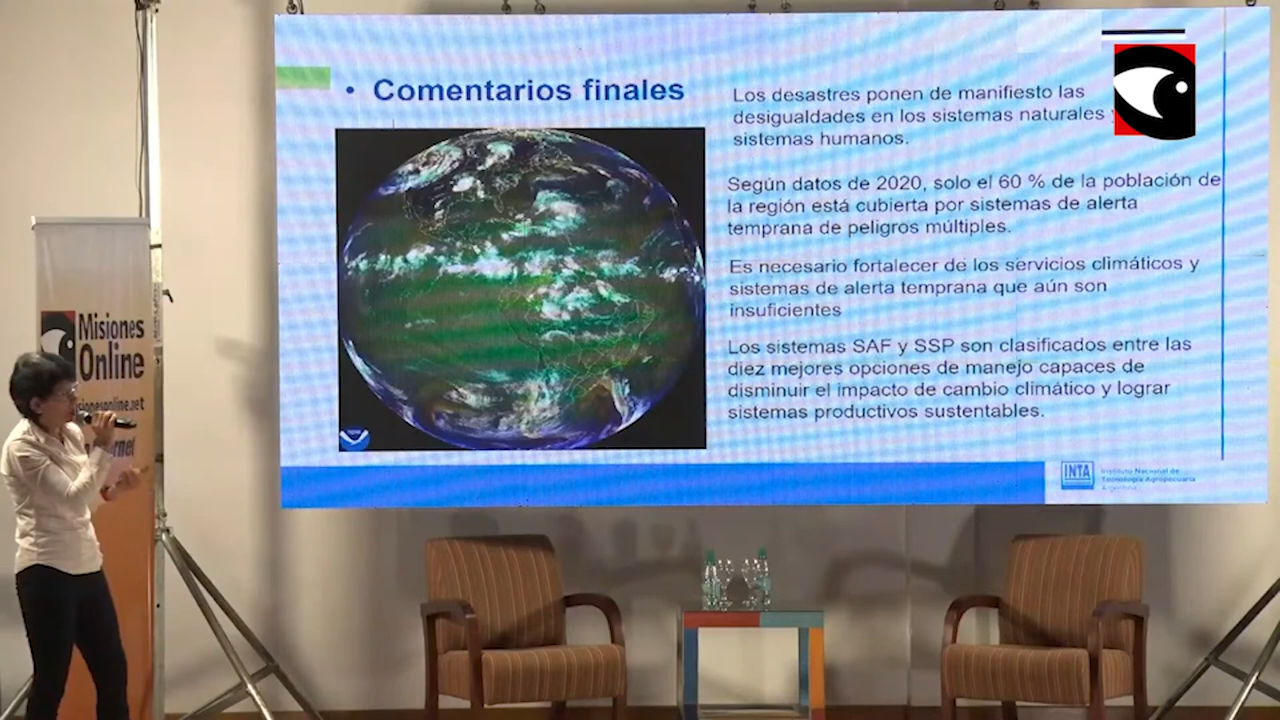 • Comentarios finales
Los desastres ponen de manifiesto las
desigualdades en los sistemas naturales y
sistemas humanos.
Según datos de 2020, solo el 60 % de la población de
la región está cubierta por sistemas de alerta
temprana de peligros múltiples.
Es necesario fortalecer de los servicios climáticos y
sistemas de alerta temprana que aún son
insuficientes
Los sistemas SAF y SSP son clasificados entre las
diez mejores opciones de manejo capaces de
disminuir el impacto de cambio climático y lograr
sistemas productivos sustentables.
INTA
Instituto Nacional de
Tecnología Agropecuaria
Argentina
Misiones
Online